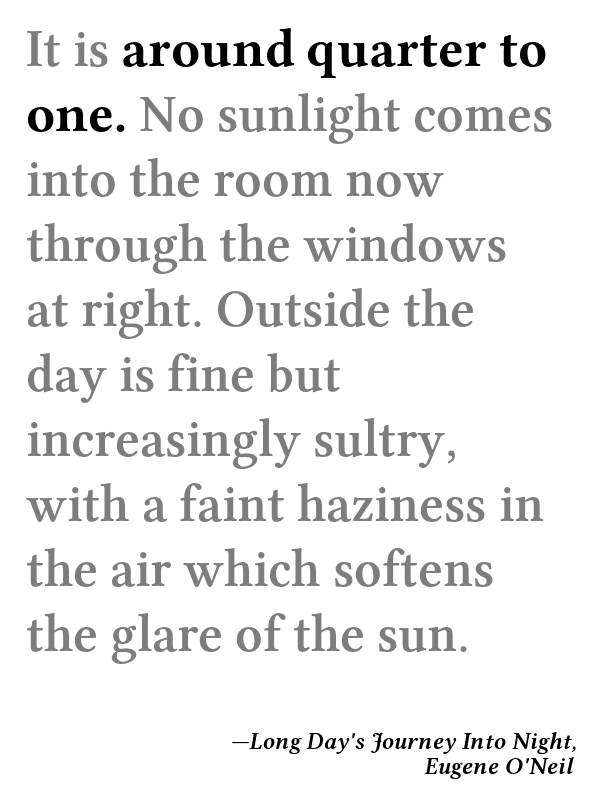 It is around quarter to
one. No sunlight comes
into the room now
through the windows
at right. Outside the
day is fine but
increasingly sultry,
with a faint haziness in
the air which softens
the glare of the sun.
—Long Day's Journey Into Night,
Eugene O'Neil